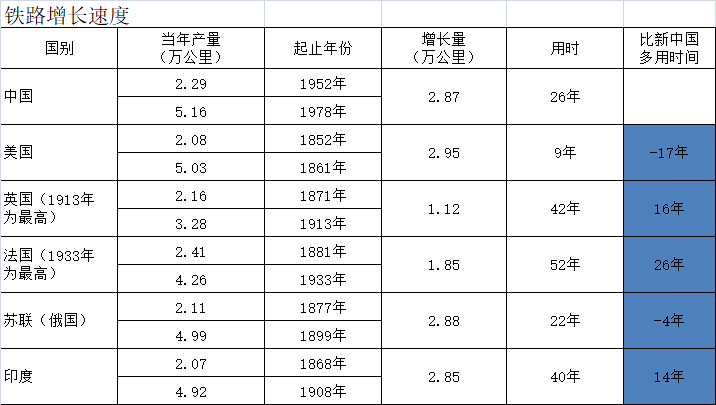 铁路增长速度
国别 当年产量（万公里） 起止年份 增长量（万公里） 用时 比新中国多用时间
中国 2.29 1952年 2.87 26年
5.16 1978年
美国 2.08 1852年 2.95 9年 -17年
5.03 1861年
英国（1913年为最高） 2.16 1871年 1.12 42年 16年
3.28 1913年
法国（1933年为最高） 2.41 1881年 1.85 52年 26年
4.26 1933年
苏联（俄国） 2.11 1877年 2.88 22年 -4年
4.99 1899年
印度 2.07 1868年 2.85 40年 14年
4.92 1908年